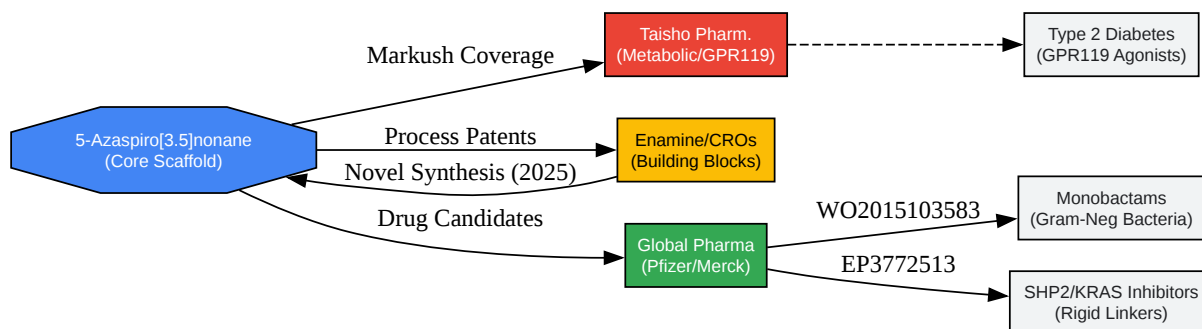 5-Azaspiro[3.5]nonane
(Core Scaffold)
Markush Coverage
Process Patents
Novel Synthesis (2025)
Drug Candidates
Taisho Pharm.
(Metabolic/GPR119)
Enamine/CROs
(Building Blocks)
Global Pharma
(Pfizer/Merck)
WO2015103583
EP3772513
Type 2 Diabetes
(GPR119 Agonists)
Monobactams
(Gram-Neg Bacteria)
SHP2/KRAS Inhibitors
(Rigid Linkers)